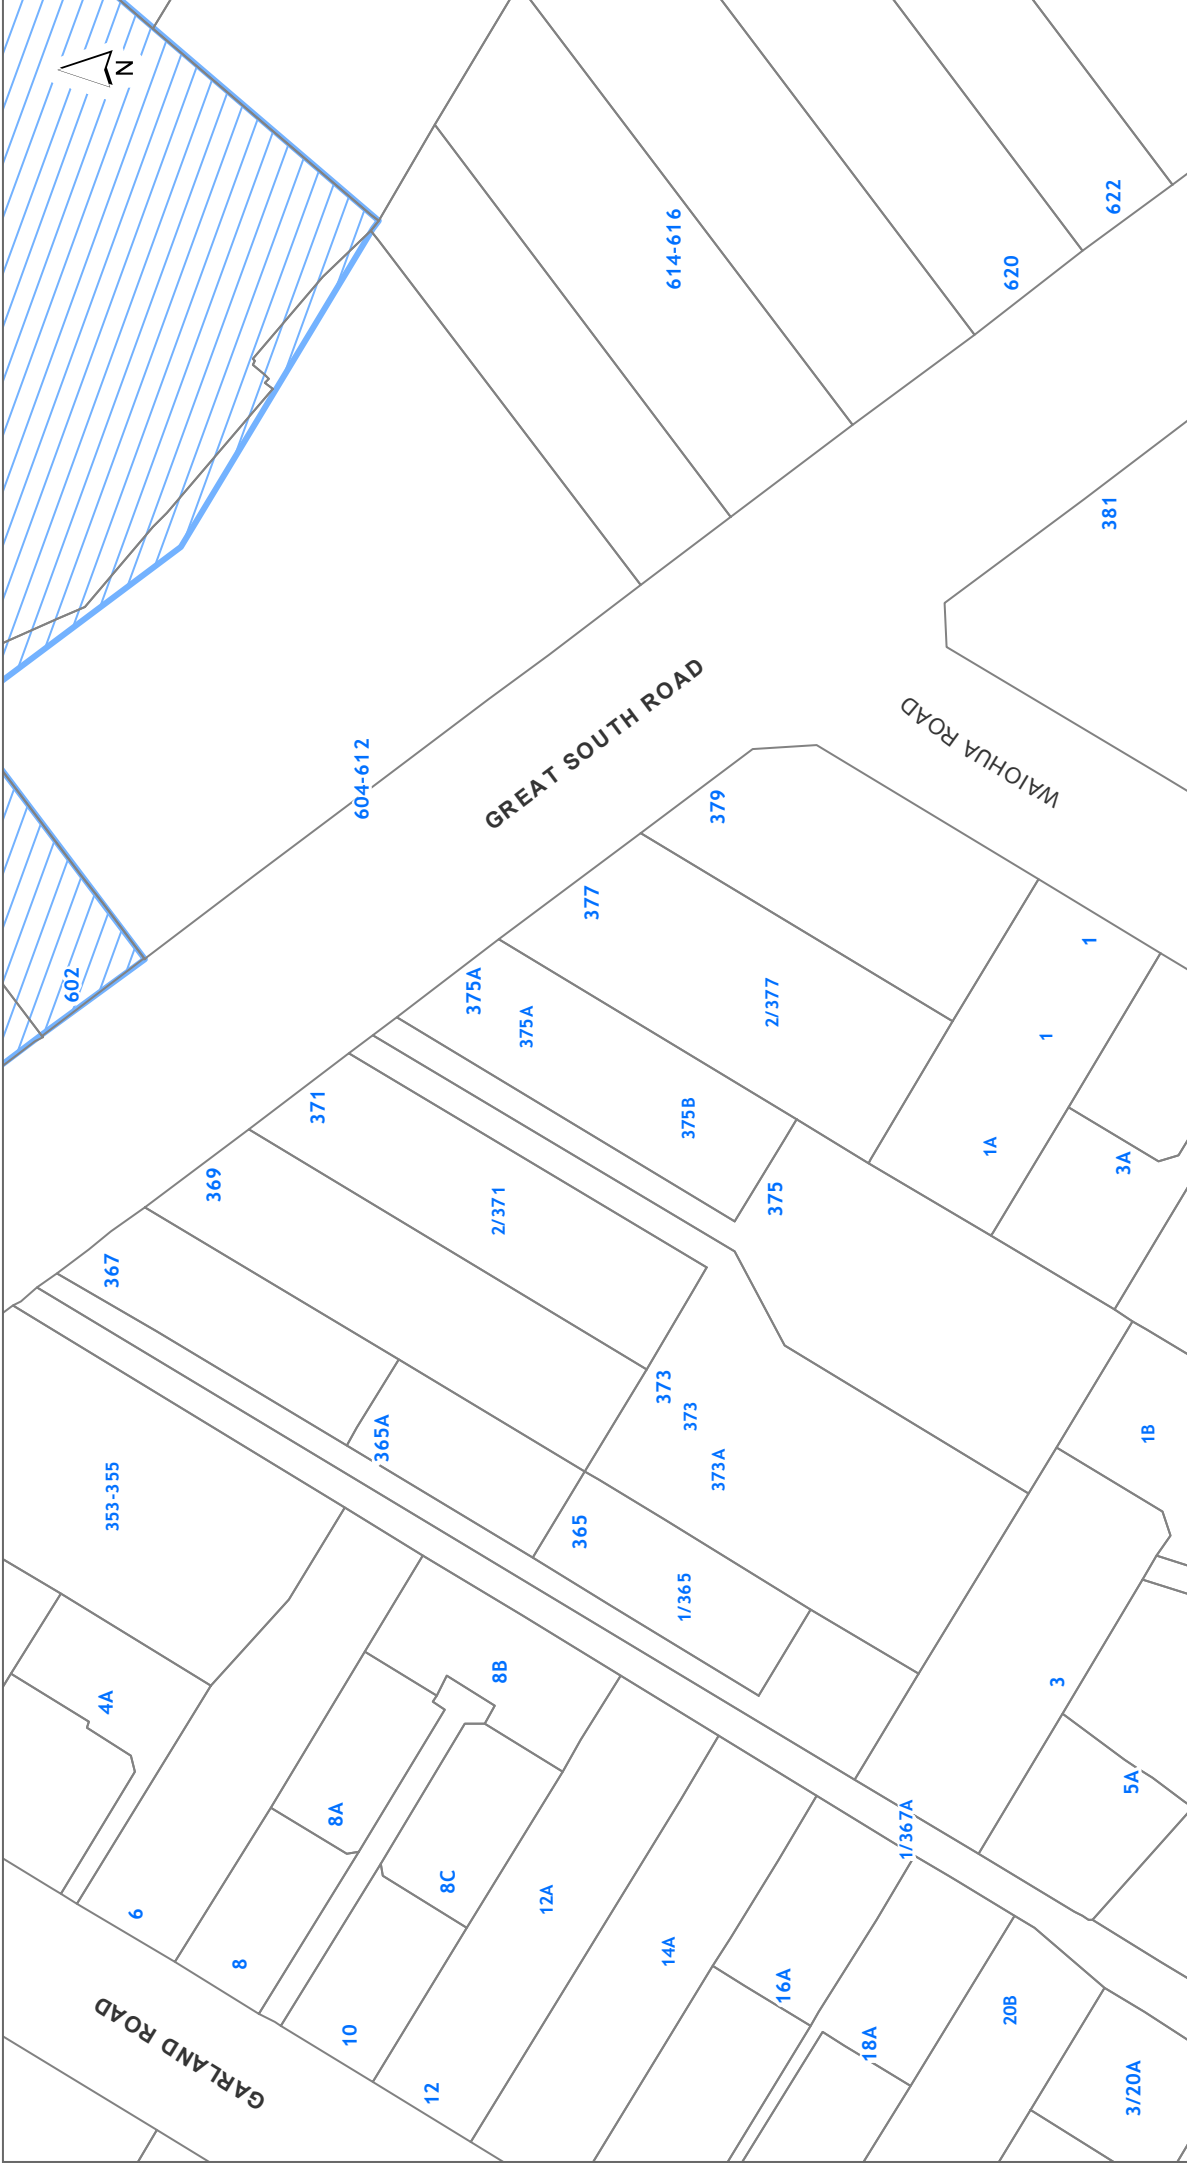 N
622
614-616
620
381
GREAT SOUTH ROAD
WAIOHUA ROAD
604-612
379
377
602
375A
375A
2/377
1
1
375B
371
1A
3A
369
375
2/371
367
373
373
365A
373A
1B
353-355
365
1/365
8B
3
4A
5A
8A
1/367A
8C
12A
6
14A
8
16A
20B
10
18A
12
3/20A
GARLAND ROAD